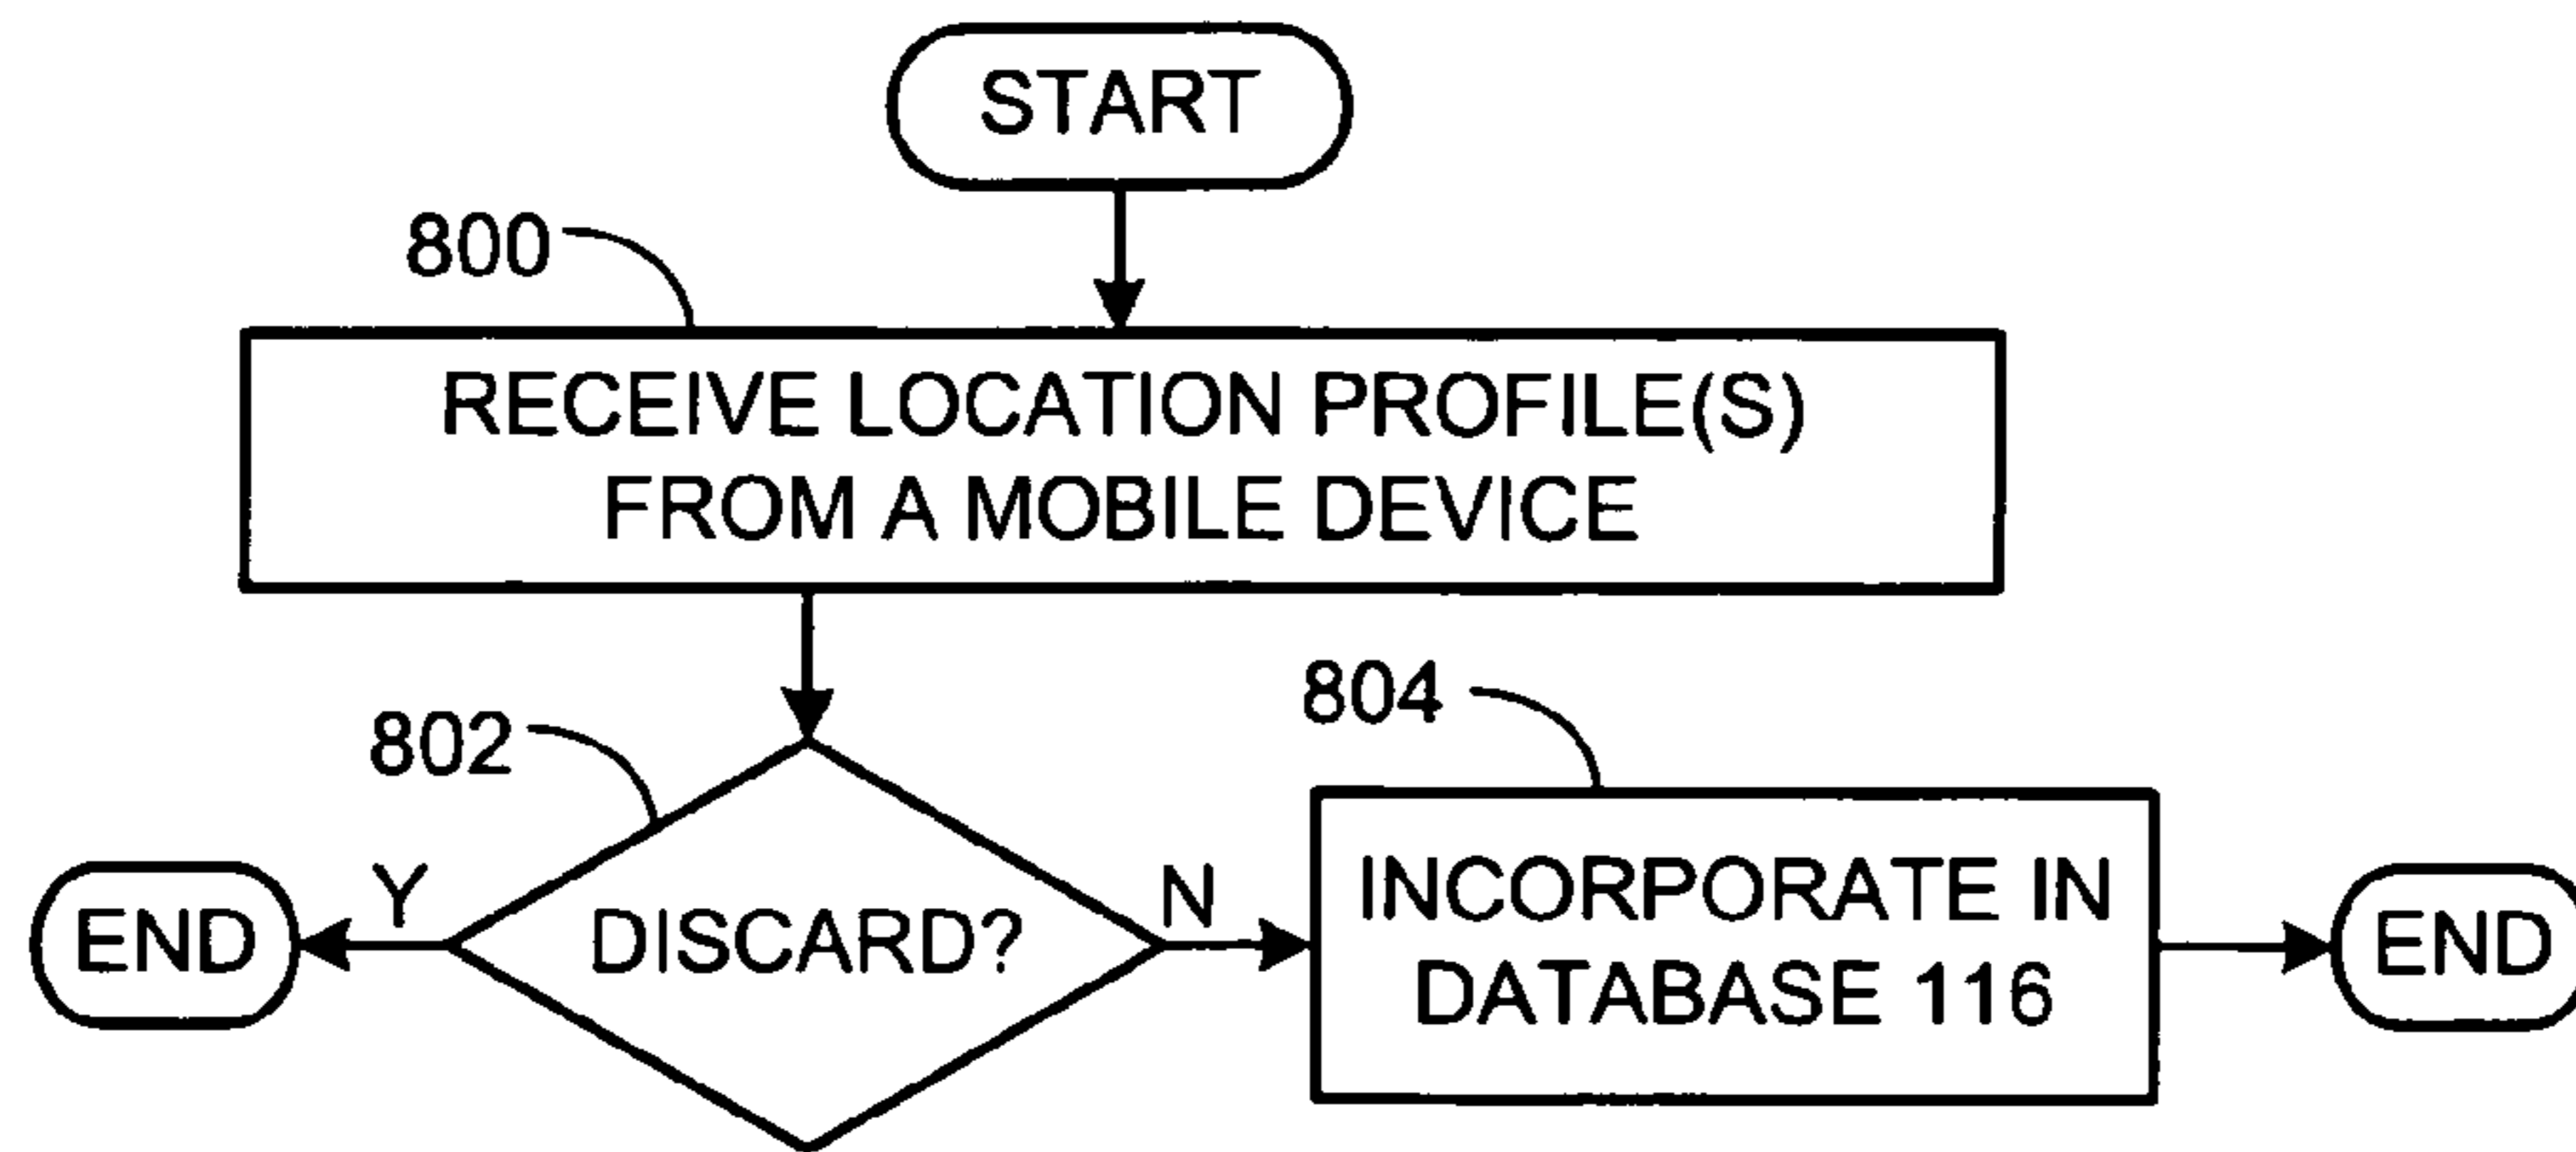 START
800
RECEIVE LOCATION PROFILE(S)
FROM A MOBILE DEVICE
802
804
END
Y
DISCARD?
N
INCORPORATE IN
DATABASE 116
END